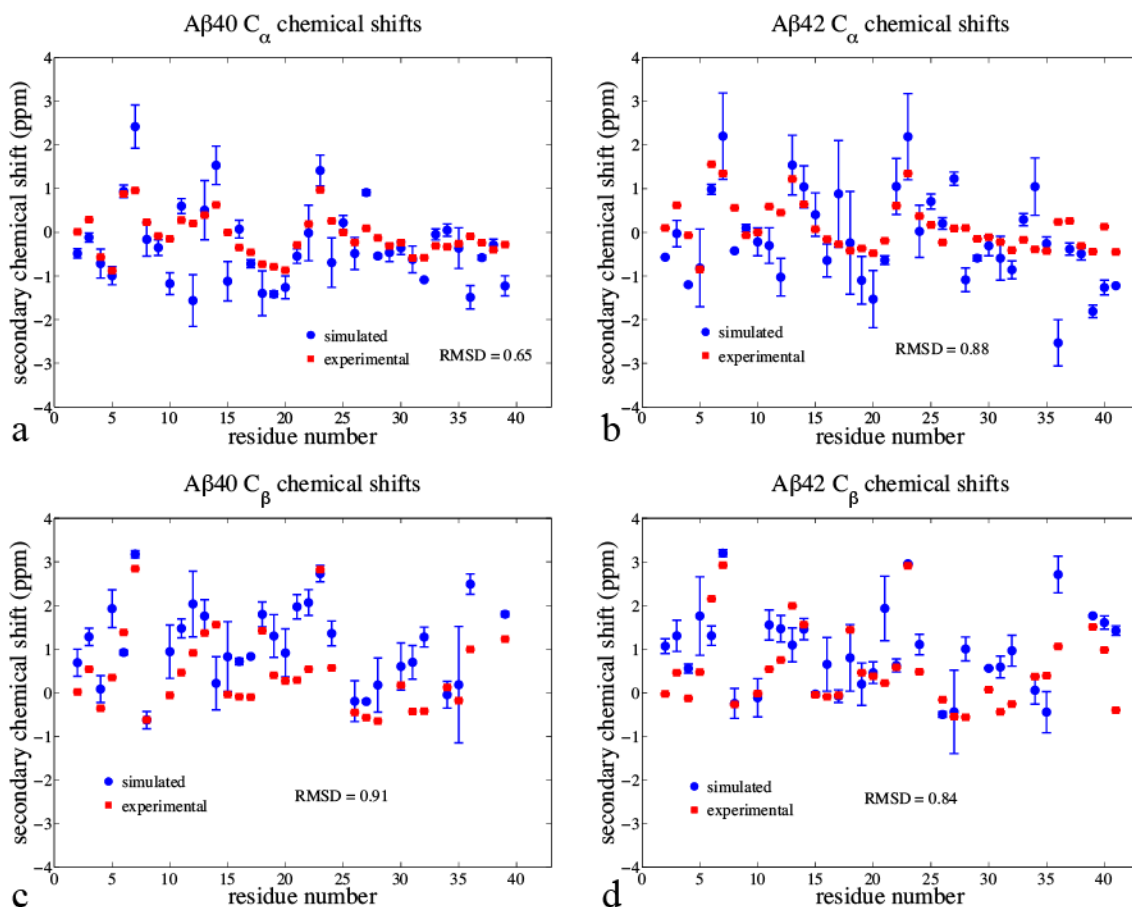 Aβ40 Cα chemical shifts
secondary chemical shift (ppm)
4
3
2
1
0
−1
−2
−3
−4
simulated
experimental
RMSD = 0.65
0 5 10 15 20 25 30 35 40
residue number
a
Aβ42 Cα chemical shifts
secondary chemical shift (ppm)
4
3
2
1
0
−1
−2
−3
−4
simulated
experimental
RMSD = 0.88
0 5 10 15 20 25 30 35 40
residue number
b
Aβ40 Cβ chemical shifts
secondary chemical shift (ppm)
4
3
2
1
0
−1
−2
−3
−4
simulated
experimental
RMSD = 0.91
0 5 10 15 20 25 30 35 40
residue number
c
Aβ42 Cβ chemical shifts
secondary chemical shift (ppm)
4
3
2
1
0
−1
−2
−3
−4
simulated
experimental
RMSD = 0.84
0 5 10 15 20 25 30 35 40
residue number
d